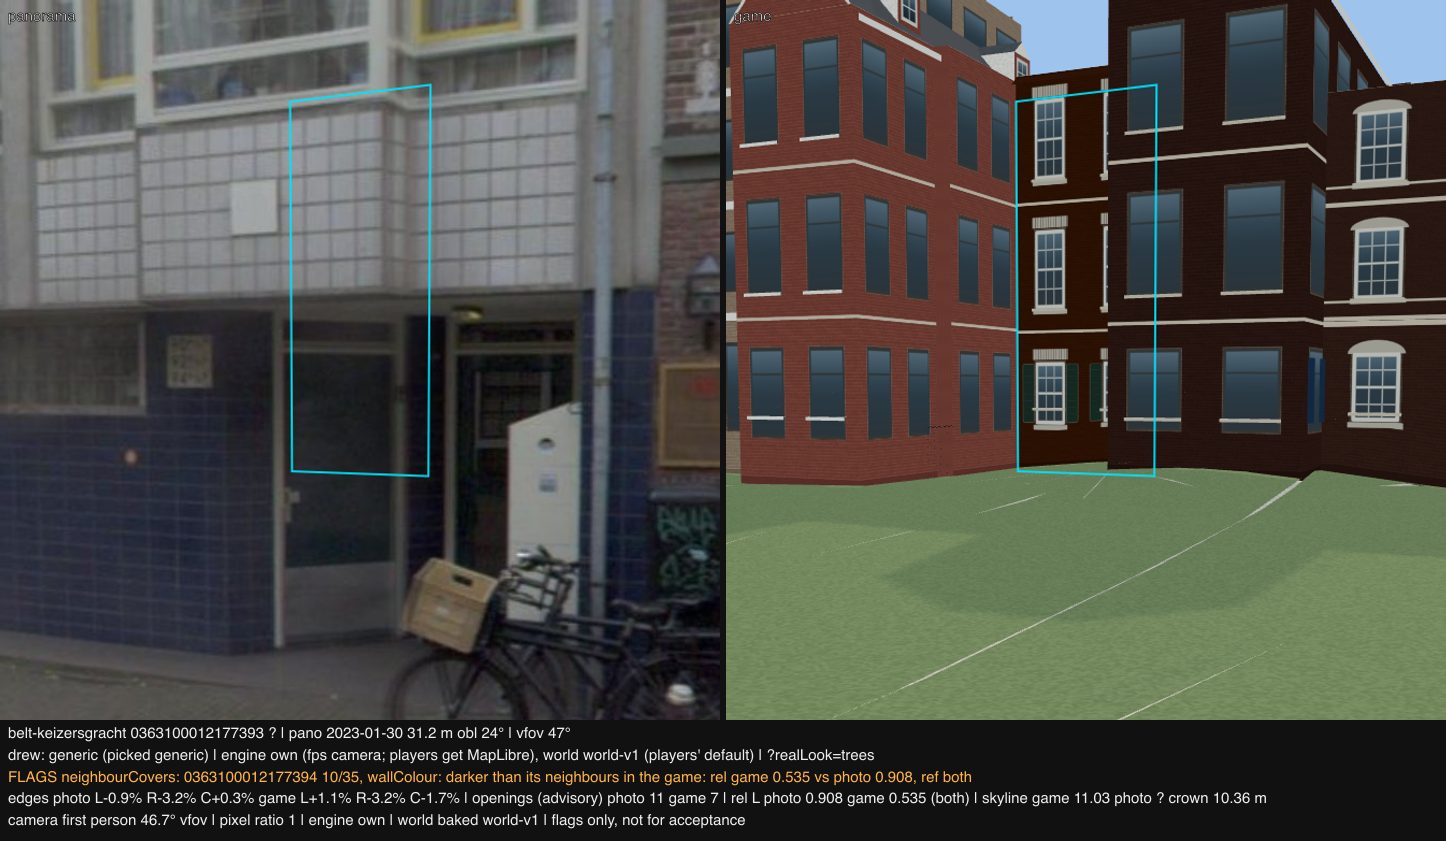 panorama
game
belt-keizersgracht 0363100012177393 ? | pano 2023-01-30 31.2 m obl 24° | vfov 47°
drew: generic (picked generic) | engine own (fps camera; players get MapLibre), world world-v1 (players' default) | ?realLook=trees
FLAGS neighbourCovers: 0363100012177394 10/35, wallColour: darker than its neighbours in the game: rel game 0.535 vs photo 0.908, ref both
edges photo L-0.9% R-3.2% C+0.3% game L+1.1% R-3.2% C-1.7% | openings (advisory) photo 11 game 7 | rel L photo 0.908 game 0.535 (both) | skyline game 11.03 photo ? crown 10.36 m
camera first person 46.7° vfov | pixel ratio 1 | engine own | world baked world-v1 | flags only, not for acceptance